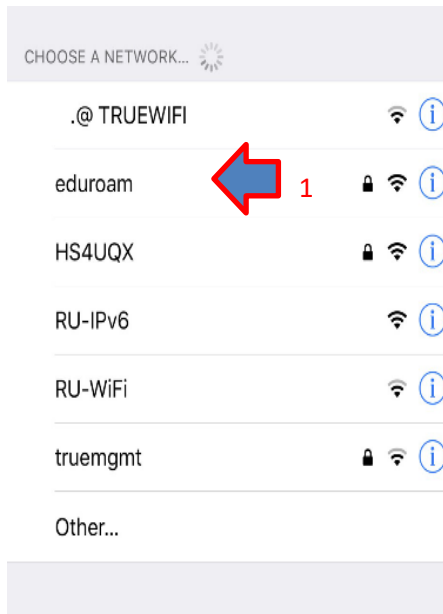 CHOOSE A NETWORK...
.@ TRUEWIFI
eduroam 1
HS4UQX
RU-IPv6
RU-WiFi
truemgmt
Other...